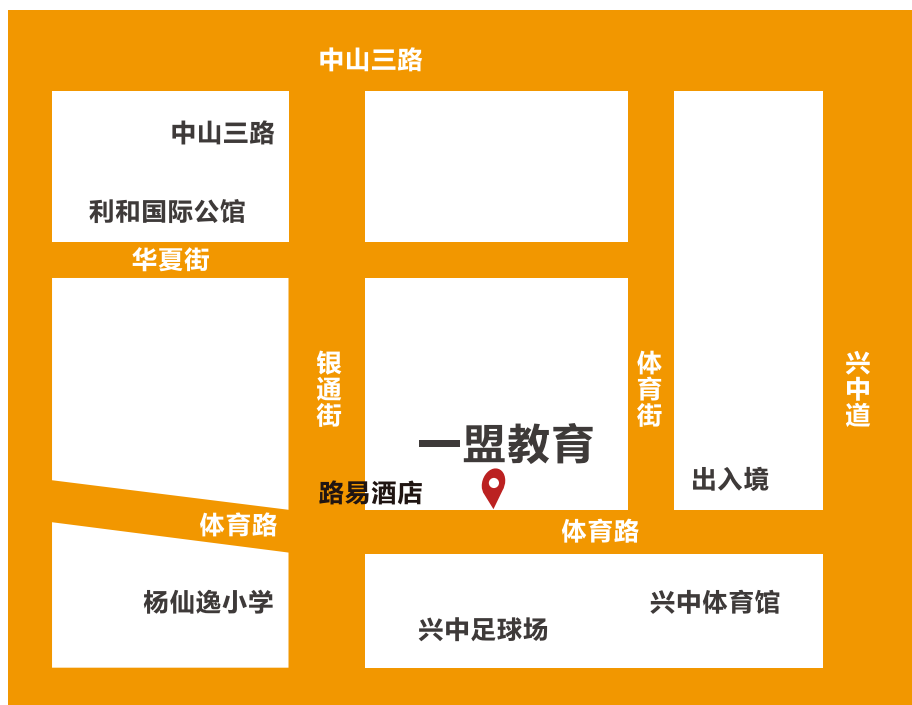 中山三路
中山三路
利和国际公馆
华夏街
银通街
体育街
兴中道
一盟教育
出入境
路易酒店
体育路
体育路
杨仙逸小学
兴中体育馆
兴中足球场